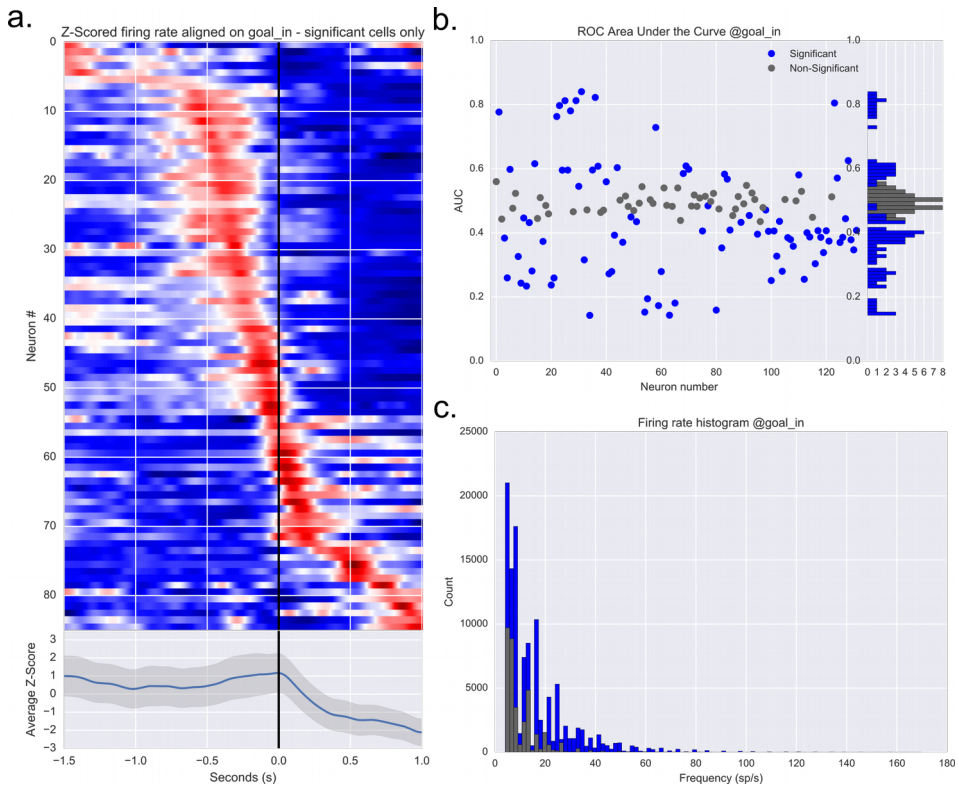 a.
Z-Scored firing rate aligned on goal_in - significant cells only
0
10
20
30
40
50
60
70
80
Neuron #
3
2
1
0
−1
−2
−3
Average Z-Score
−1.5
−1.0
−0.5
0.0
0.5
1.0
Seconds (s)
b.
ROC Area Under the Curve @goal_in
Significant
Non-Significant
1.0
0.8
0.6
0.4
0.2
0.0
AUC
0 20 40 60 80 100 120
Neuron number
1.0
0.8
0.6
0.4
0.2
0.0
0 1 2 3 4 5 6 7 8
c.
Firing rate histogram @goal_in
25000
20000
15000
10000
5000
0
Count
0 20 40 60 80 100 120 140 160 180
Frequency (sp/s)